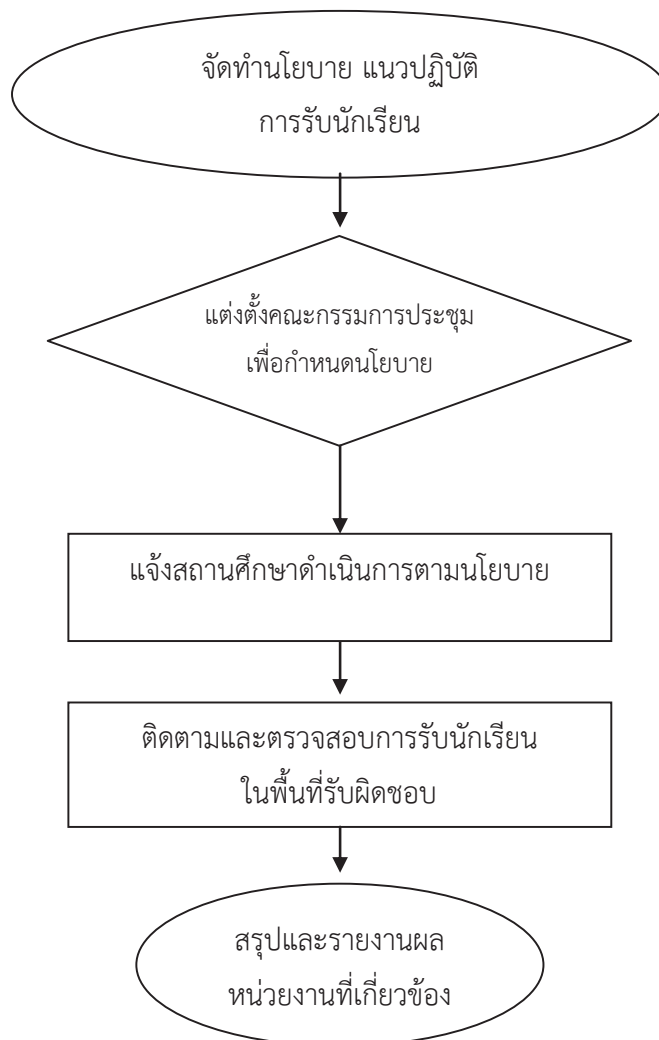 จัดทำนโยบาย แนวปฏิบัติ
การรับนักเรียน
แต่งตั้งคณะกรรมการประชุม
เพื่อกำหนดนโยบาย
แจ้งสถานศึกษาดำเนินการตามนโยบาย
ติดตามและตรวจสอบการรับนักเรียน
ในพื้นที่รับผิดชอบ
สรุปและรายงานผล
หน่วยงานที่เกี่ยวข้อง